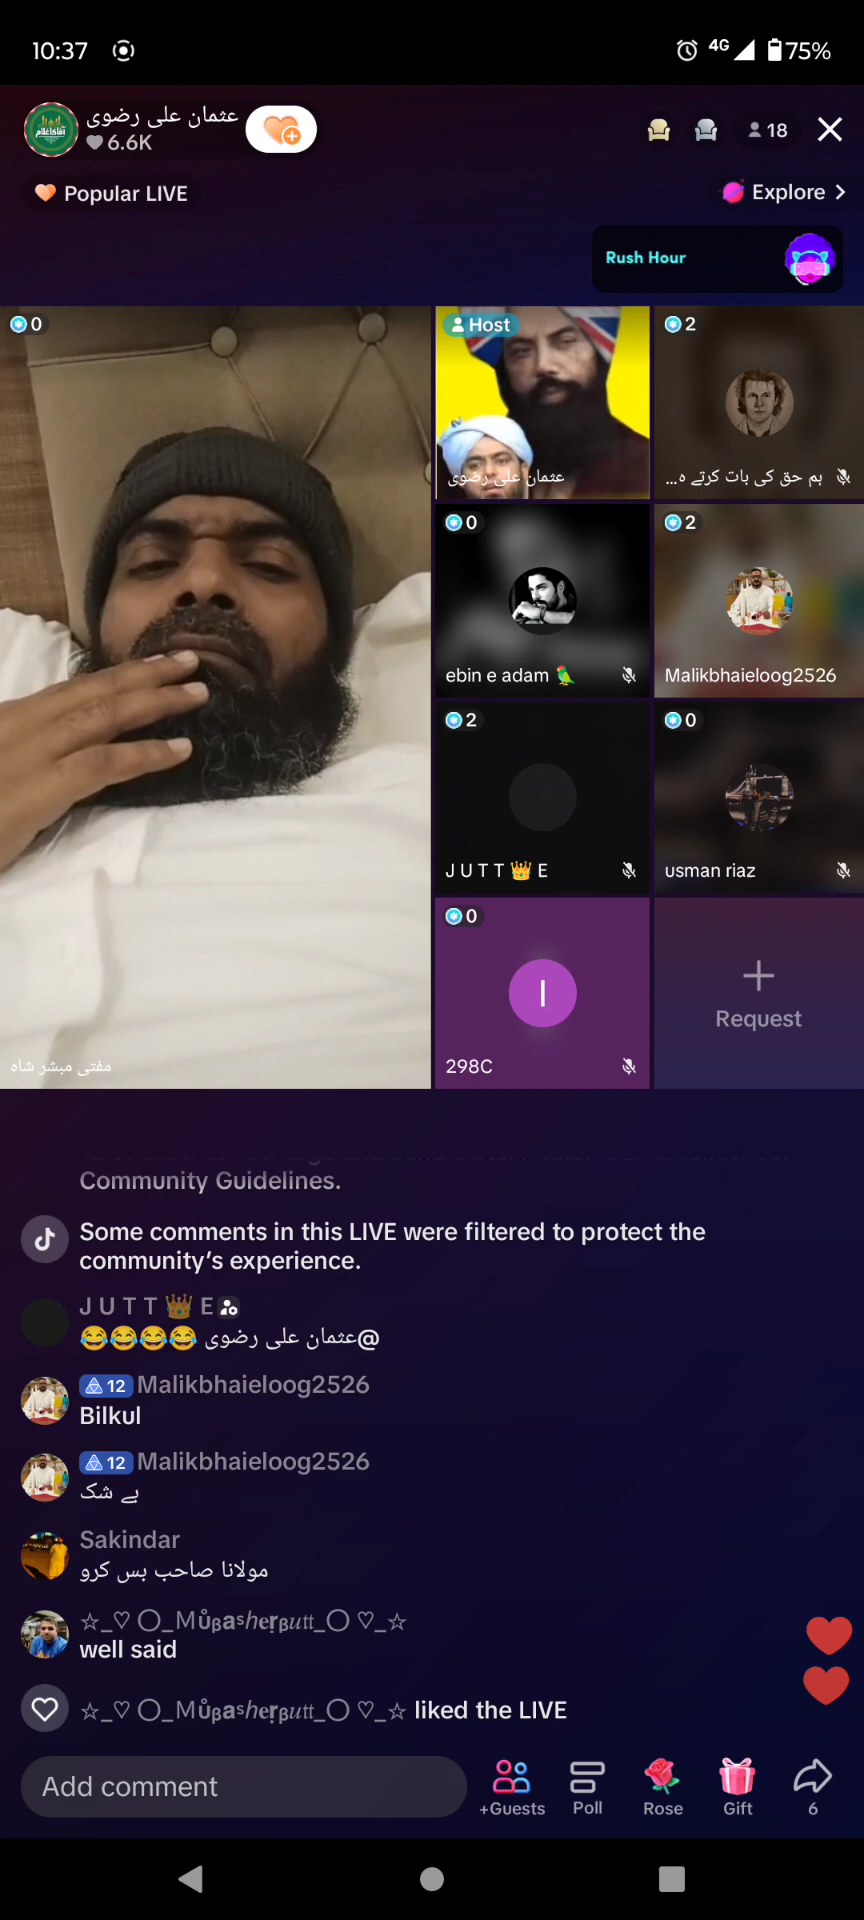 10:37
4G 75%
عثمان علی رضوی
6.6K
18
Popular LIVE
Explore
Rush Hour
0
Host
2
عثمان علی رضوی
ہم حق کی بات کرتے ہ...
0
2
ebin e adam
Malikbhaieloog2526
2
0
J U T T 👑 E
usman riaz
0
I
298C
Request
مفتی مبشر شاہ
Community Guidelines.
Some comments in this LIVE were filtered to protect the
community’s experience.
J U T T 👑 E
@عثمان علی رضوی 😂😂😂😂
12 Malikbhaieloog2526
Bilkul
12 Malikbhaieloog2526
بے شک
Sakindar
مولانا صاحب بس کرو
☆_♡ ◯_Mův̥ᵦaˢℎeṛᵦutt_◯ ♡_☆
well said
☆_♡ ◯_Můᵦaˢℎeṛᵦutt_◯ ♡_☆ liked the LIVE
Add comment
+Guests
Poll
Rose
Gift
6